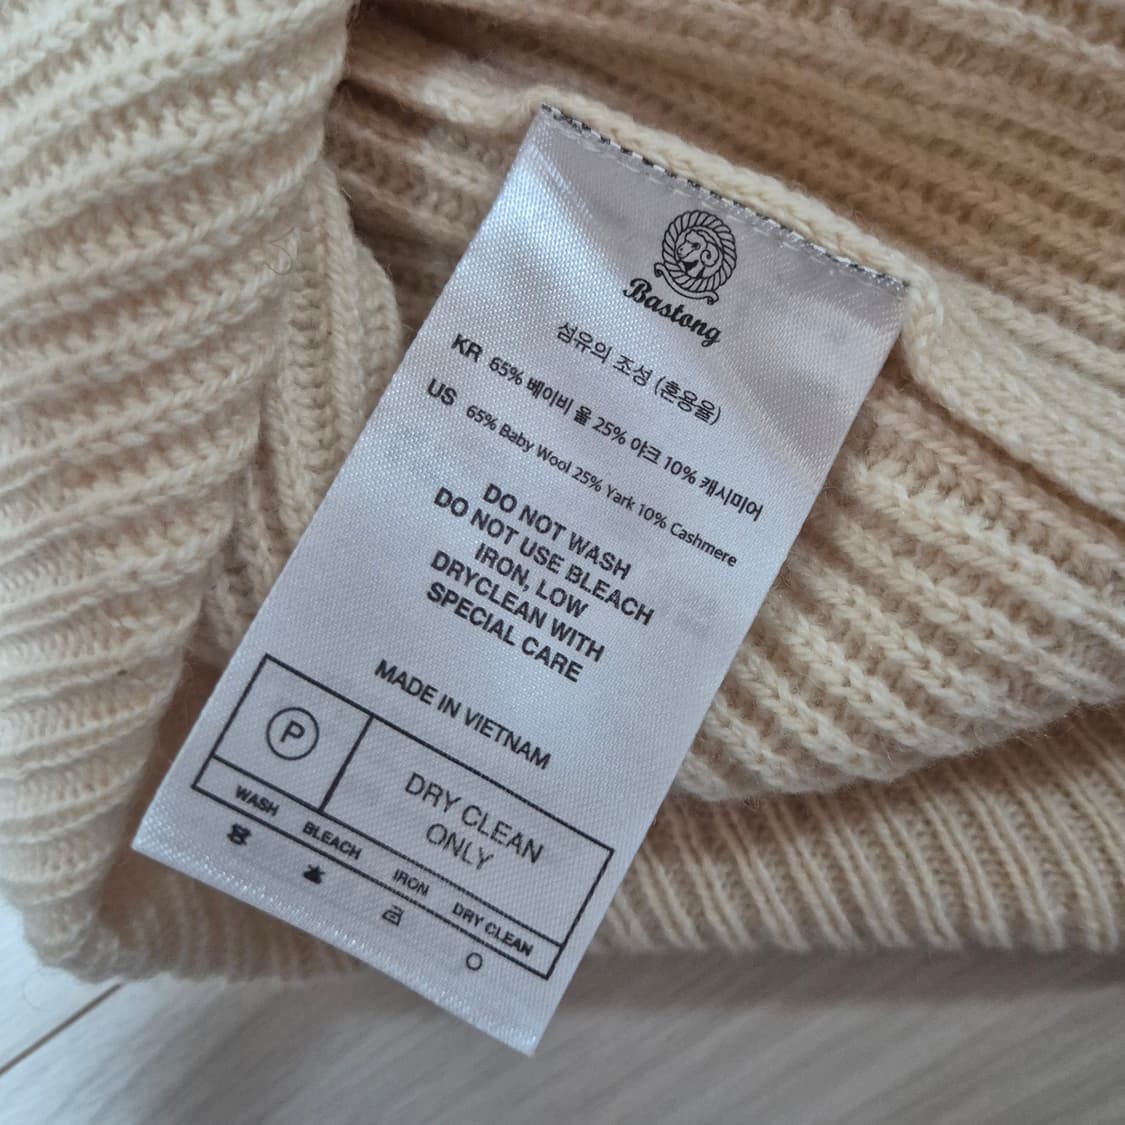 Bastong
섬유의 조성 (혼용율)
KR 65% 베이비 울 25% 야크 10% 캐시미어
US 65% Baby Wool 25% Yark 10% Cashmere
DO NOT WASH
DO NOT USE BLEACH
IRON, LOW
DRYCLEAN WITH
SPECIAL CARE
MADE IN VIETNAM
P
DRY CLEAN
ONLY
WASH BLEACH IRON DRY CLEAN